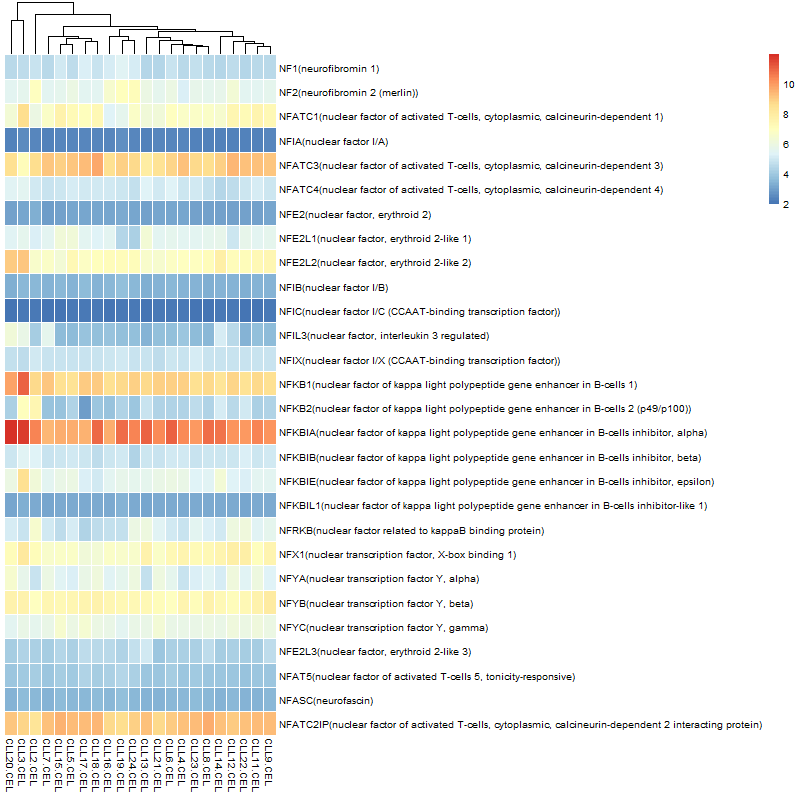 NF1(neurofibromin 1)
NF2(neurofibromin 2 (merlin))
NFATC1(nuclear factor of activated T-cells, cytoplasmic, calcineurin-dependent 1)
NFIA(nuclear factor I/A)
NFATC3(nuclear factor of activated T-cells, cytoplasmic, calcineurin-dependent 3)
NFATC4(nuclear factor of activated T-cells, cytoplasmic, calcineurin-dependent 4)
NFE2(nuclear factor, erythroid 2)
NFE2L1(nuclear factor, erythroid 2-like 1)
NFE2L2(nuclear factor, erythroid 2-like 2)
NFIB(nuclear factor I/B)
NFIC(nuclear factor I/C (CCAAT-binding transcription factor))
NFIL3(nuclear factor, interleukin 3 regulated)
NFIX(nuclear factor I/X (CCAAT-binding transcription factor))
NFKB1(nuclear factor of kappa light polypeptide gene enhancer in B-cells 1)
NFKB2(nuclear factor of kappa light polypeptide gene enhancer in B-cells 2 (p49/p100))
NFKBIA(nuclear factor of kappa light polypeptide gene enhancer in B-cells inhibitor, alpha)
NFKBIB(nuclear factor of kappa light polypeptide gene enhancer in B-cells inhibitor, beta)
NFKBIE(nuclear factor of kappa light polypeptide gene enhancer in B-cells inhibitor, epsilon)
NFKBIL1(nuclear factor of kappa light polypeptide gene enhancer in B-cells inhibitor-like 1)
NFRKB(nuclear factor related to kappaB binding protein)
NFX1(nuclear transcription factor, X-box binding 1)
NFYA(nuclear transcription factor Y, alpha)
NFYB(nuclear transcription factor Y, beta)
NFYC(nuclear transcription factor Y, gamma)
NFE2L3(nuclear factor, erythroid 2-like 3)
NFAT5(nuclear factor of activated T-cells 5, tonicity-responsive)
NFASC(neurofascin)
NFATC2IP(nuclear factor of activated T-cells, cytoplasmic, calcineurin-dependent 2 interacting protein)
CLL20.CEL
CLL3.CEL
CLL2.CEL
CLL7.CEL
CLL15.CEL
CLL5.CEL
CLL17.CEL
CLL18.CEL
CLL16.CEL
CLL19.CEL
CLL24.CEL
CLL13.CEL
CLL21.CEL
CLL6.CEL
CLL4.CEL
CLL23.CEL
CLL8.CEL
CLL14.CEL
CLL12.CEL
CLL22.CEL
CLL11.CEL
CLL9.CEL
10
8
6
4
2